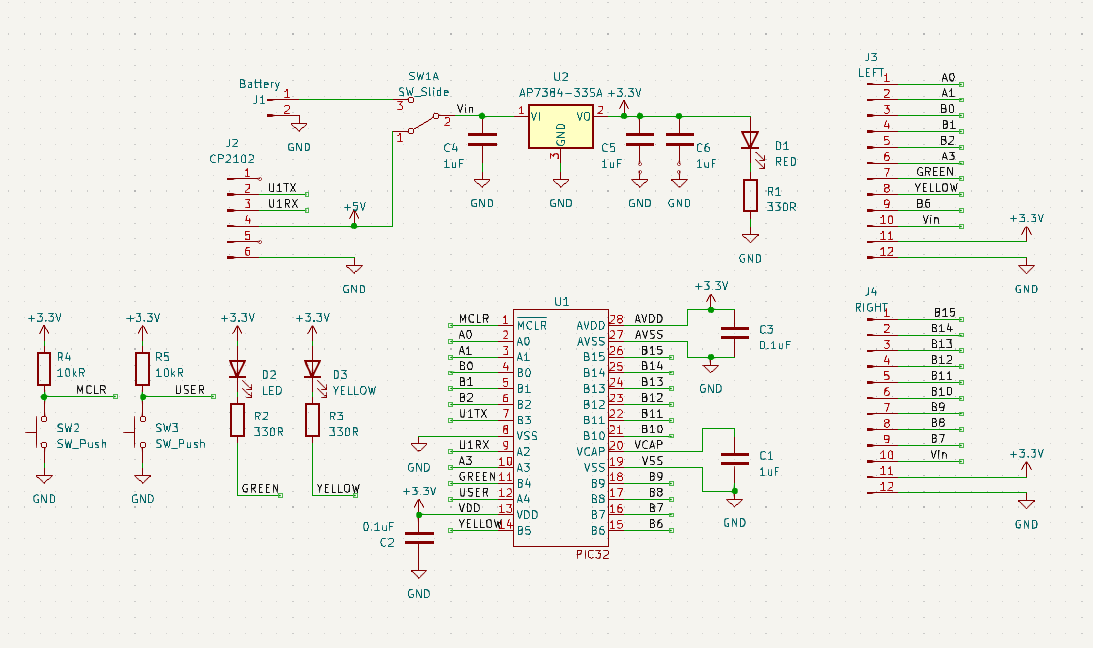 Battery
J1
1
2
GND
SW1A
SW_Slide
3
2
1
Vin
J2
CP2102
1
2 U1TX
3 U1RX
4
5
6
+5V
GND
U2
AP7384-33SA
+3.3V
1 VI
VO 2
GND
3
C4
1uF
GND
GND
C5
1uF
GND
C6
1uF
GND
D1
RED
R1
330R
GND
J3
LEFT
1 A0
2 A1
3 B0
4 B1
5 B2
6 A3
7 GREEN
8 YELLOW
9 B6
10 Vin
11
12
+3.3V
GND
+3.3V
R4
10kR
MCLR
SW2
SW_Push
GND
+3.3V
R5
10kR
USER
SW3
SW_Push
GND
+3.3V
D2
LED
R2
330R
GREEN
+3.3V
D3
YELLOW
R3
330R
YELLOW
U1
MCLR 1 MCLR
A0 2 A0
A1 3 A1
B0 4 B0
B1 5 B1
B2 6 B2
U1TX 7 B3
8 VSS
U1RX 9 A2
A3 10 A3
GREEN 11 B4
USER 12 A4
VDD 13 VDD
YELLOW 14 B5
AVDD 28 AVDD
AVSS 27 AVSS
B15 26 B15
B14 25 B14
B13 24 B13
B12 23 B12
B11 22 B11
B10 21 B10
VCAP 20 VCAP
VSS 19 VSS
B9 18 B9
B8 17 B8
B7 16 B7
B6 15 B6
PIC32
GND
+3.3V
0.1uF
C2
GND
+3.3V
C3
0.1uF
GND
C1
1uF
GND
J4
RIGHT
1 B15
2 B14
3 B13
4 B12
5 B11
6 B10
7 B9
8 B8
9 B7
10 Vin
11
12
+3.3V
GND